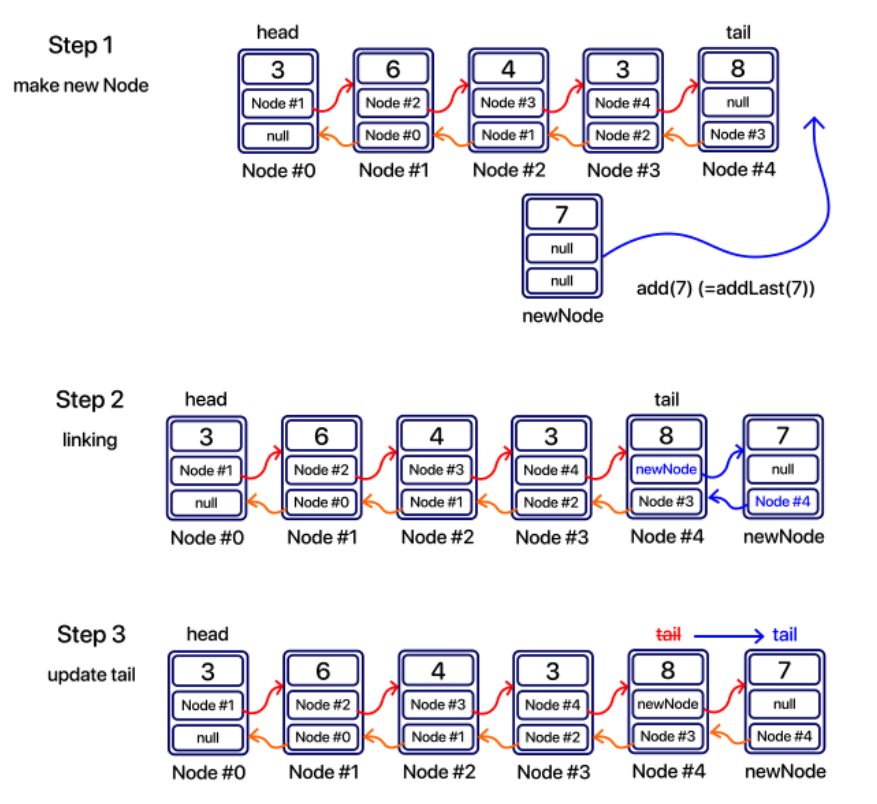 Step 1
make new Node
head
tail
3 6 4 3 8
Node #1 Node #2 Node #3 Node #4 null
null Node #0 Node #1 Node #2 Node #3
Node #0 Node #1 Node #2 Node #3 Node #4
7
null
null
newNode
add(7) (=addLast(7))
Step 2
linking
head
tail
3 6 4 3 8 7
Node #1 Node #2 Node #3 Node #4 newNode null
null Node #0 Node #1 Node #2 Node #3 Node #4
Node #0 Node #1 Node #2 Node #3 Node #4 newNode
Step 3
update tail
head
tail tail
3 6 4 3 8 7
Node #1 Node #2 Node #3 Node #4 newNode null
null Node #0 Node #1 Node #2 Node #3 Node #4
Node #0 Node #1 Node #2 Node #3 Node #4 newNode